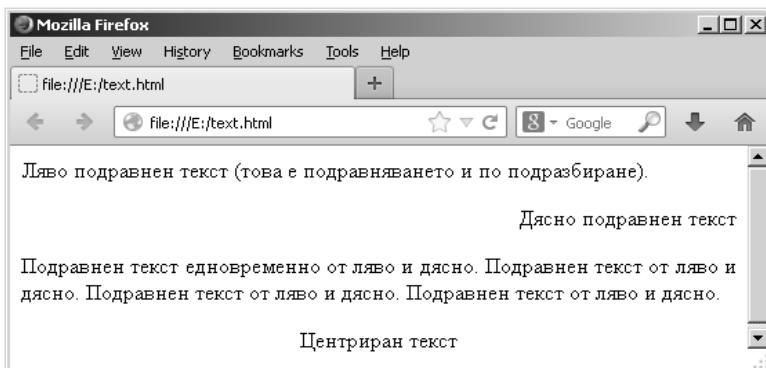 Mozilla Firefox
File Edit View History Bookmarks Tools Help
file:///E:/text.html
file:///E:/text.html Google
Ляво подравнен текст (това е подравняването и по подразбиране).
Дясно подравнен текст
Подравнен текст едновременно от ляво и дясно. Подравнен текст от ляво и
дясно. Подравнен текст от ляво и дясно. Подравнен текст от ляво и дясно.
Центриран текст